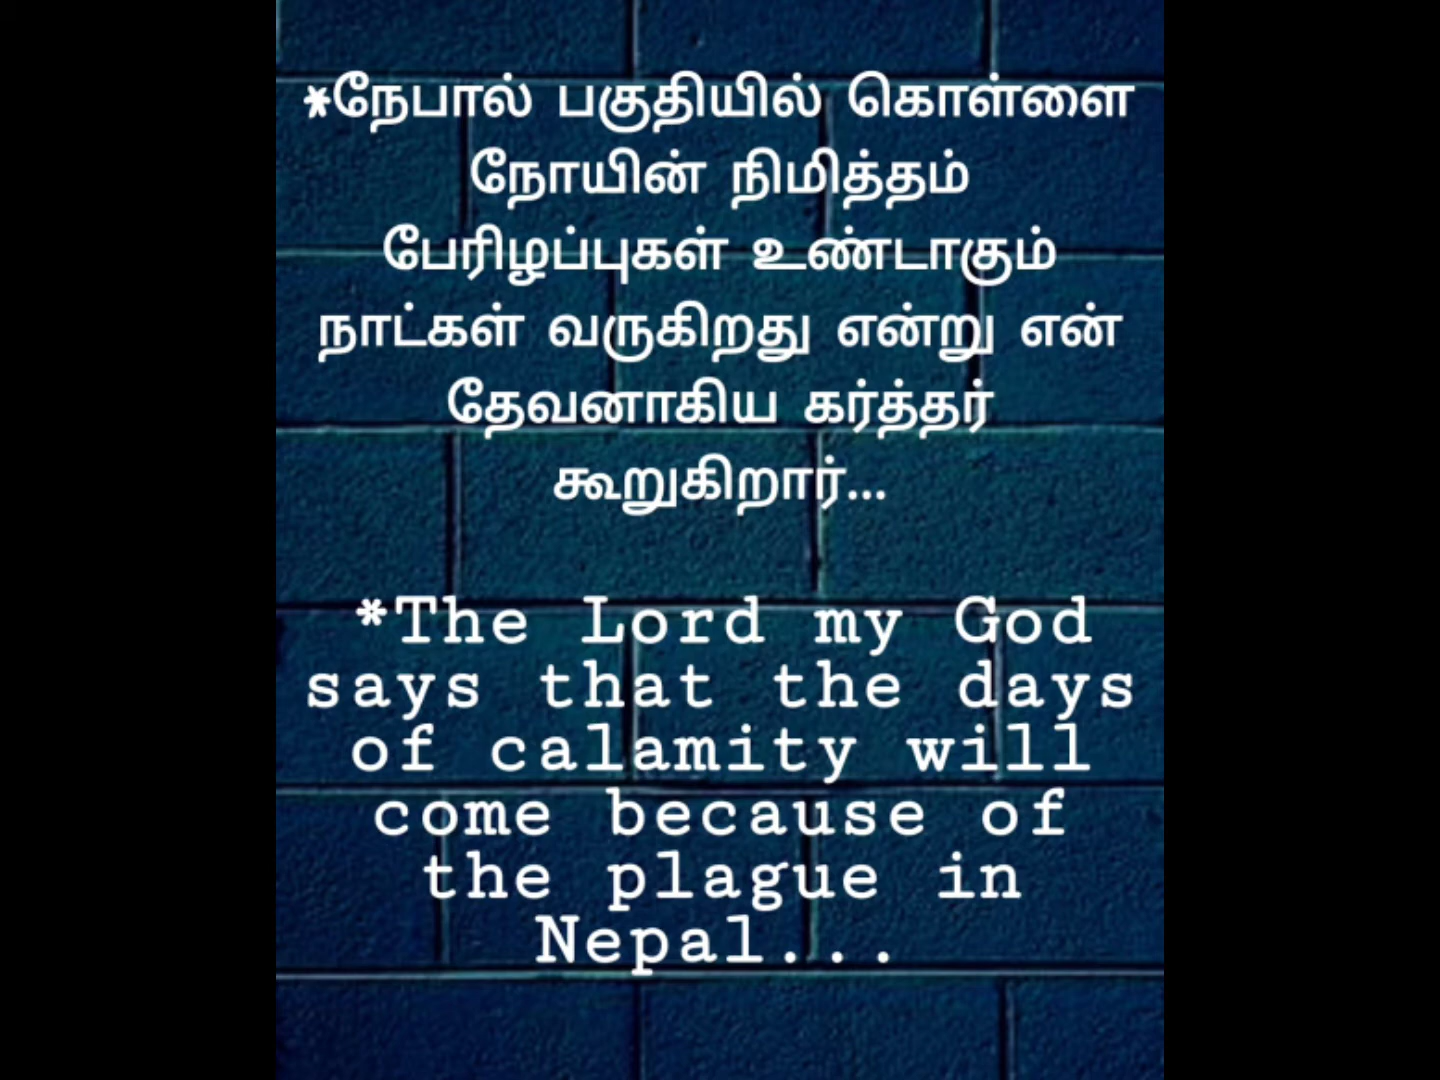 *நேபால் பகுதியில் கொள்ளை
நோயின் நிமித்தம்
பேரிழப்புகள் உண்டாகும்
நாட்கள் வருகிறது என்று என்
தேவனாகிய கர்த்தர்
கூறுகிறார்...
*The Lord my God
says that the days
of calamity will
come because of
the plague in
Nepal...